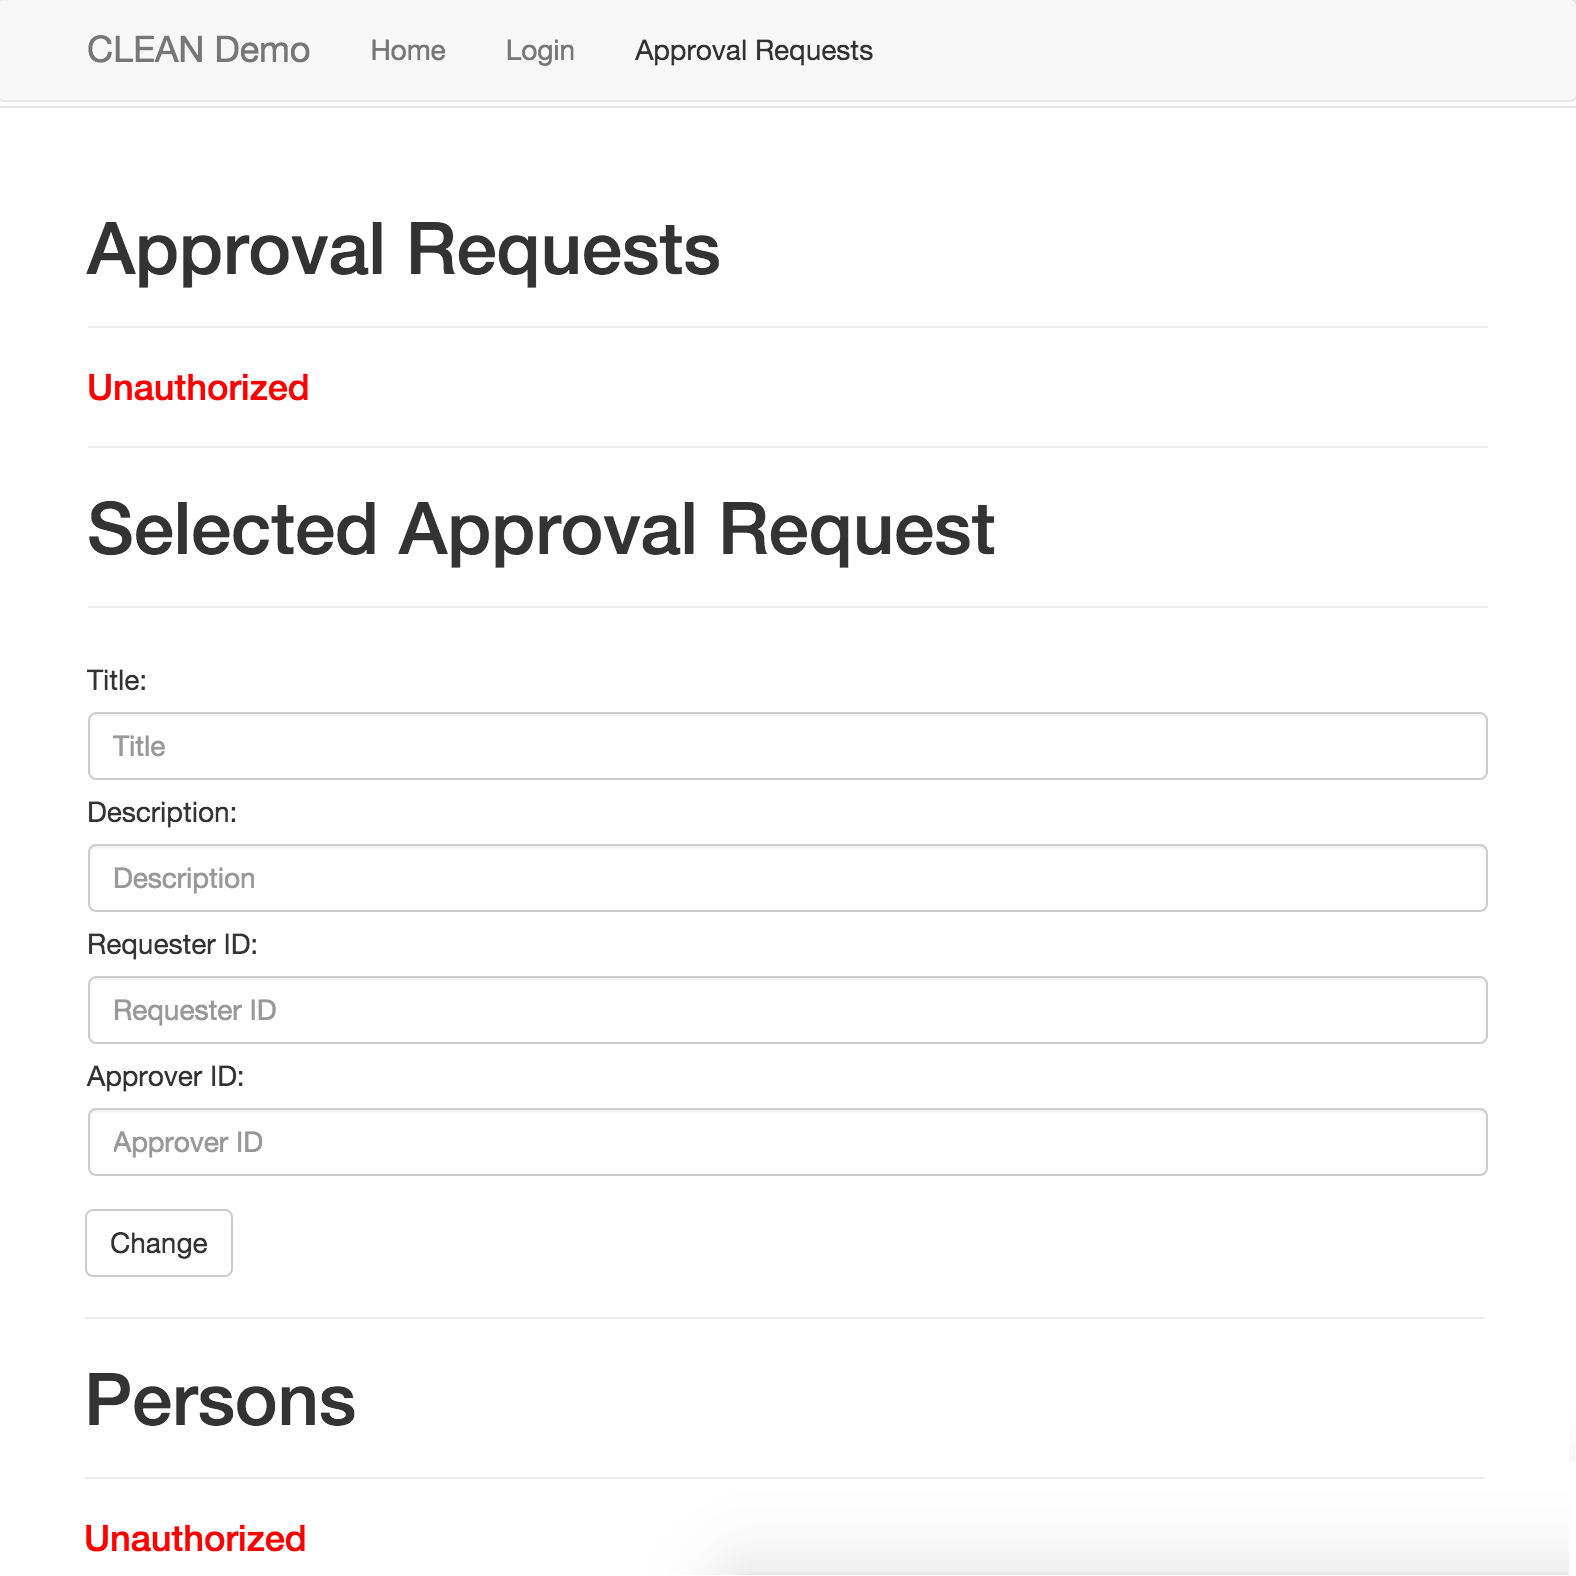 CLEAN Demo Home Login Approval Requests
Approval Requests
Unauthorized
Selected Approval Request
Title:
Title
Description:
Description
Requester ID:
Requester ID
Approver ID:
Approver ID
Change
Persons
Unauthorized